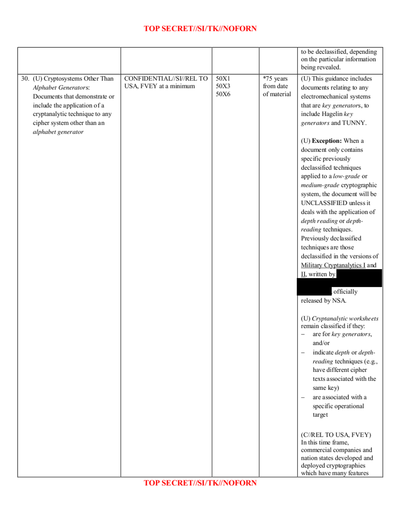 TOP SECRET//SI/TK//NOFORN
to be declassified, depending
on the particular information
being revealed.
30. (U) Cryptosystems Other Than
Alphabet Generators:
Documents that demonstrate or
include the application of a
cryptanalytic technique to any
cipher system other than an
alphabet generator
CONFIDENTIAL//SI//REL TO
USA, FVEY at a minimum
50X1
50X3
50X6
*75 years
from date
of material
(U) This guidance includes
documents relating to any
electromechanical systems
that are key generators, to
include Hagelin key
generators and TUNNY.
(U) Exception: When a
document only contains
specific previously
declassified techniques
applied to a low-grade or
medium-grade cryptographic
system, the document will be
UNCLASSIFIED unless it
deals with the application of
depth reading or depth-
reading techniques.
Previously declassified
techniques are those
declassified in the versions of
Military Cryptanalytics I and
II, written by
, officially
released by NSA.
(U) Cryptanalytic worksheets
remain classified if they:
– are for key generators,
and/or
– indicate depth or depth-
reading techniques (e.g.,
have different cipher
texts associated with the
same key)
– are associated with a
specific operational
target
(C//REL TO USA, FVEY)
In this time frame,
commercial companies and
nation states developed and
deployed cryptographies
which have many features
TOP SECRET//SI/TK//NOFORN